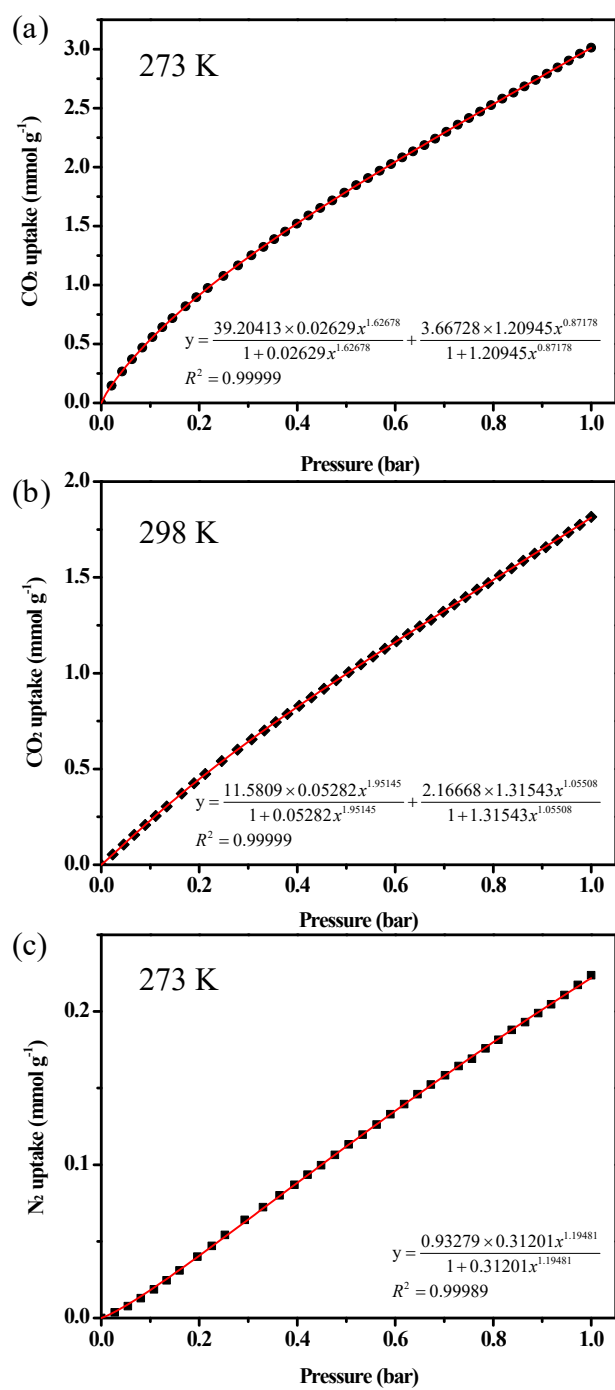 (a)
273 K
CO₂ uptake (mmol g⁻¹)
3.0
2.5
2.0
1.5
1.0
0.5
0.0
y = \frac{39.20413 × 0.02629x^{1.62678}}{1 + 0.02629x^{1.62678}} + \frac{3.66728 × 1.20945x^{0.87178}}{1 + 1.20945x^{0.87178}}
R² = 0.99999
0.0 0.2 0.4 0.6 0.8 1.0
Pressure (bar)
(b)
298 K
CO₂ uptake (mmol g⁻¹)
2.0
1.5
1.0
0.5
0.0
y = \frac{11.5809 × 0.05282x^{1.95145}}{1 + 0.05282x^{1.95145}} + \frac{2.16668 × 1.31543x^{1.05508}}{1 + 1.31543x^{1.05508}}
R² = 0.99999
0.0 0.2 0.4 0.6 0.8 1.0
Pressure (bar)
(c)
273 K
N₂ uptake (mmol g⁻¹)
0.2
0.1
0.0
y = \frac{0.93279 × 0.31201x^{1.19481}}{1 + 0.31201x^{1.19481}}
R² = 0.99989
0.0 0.2 0.4 0.6 0.8 1.0
Pressure (bar)